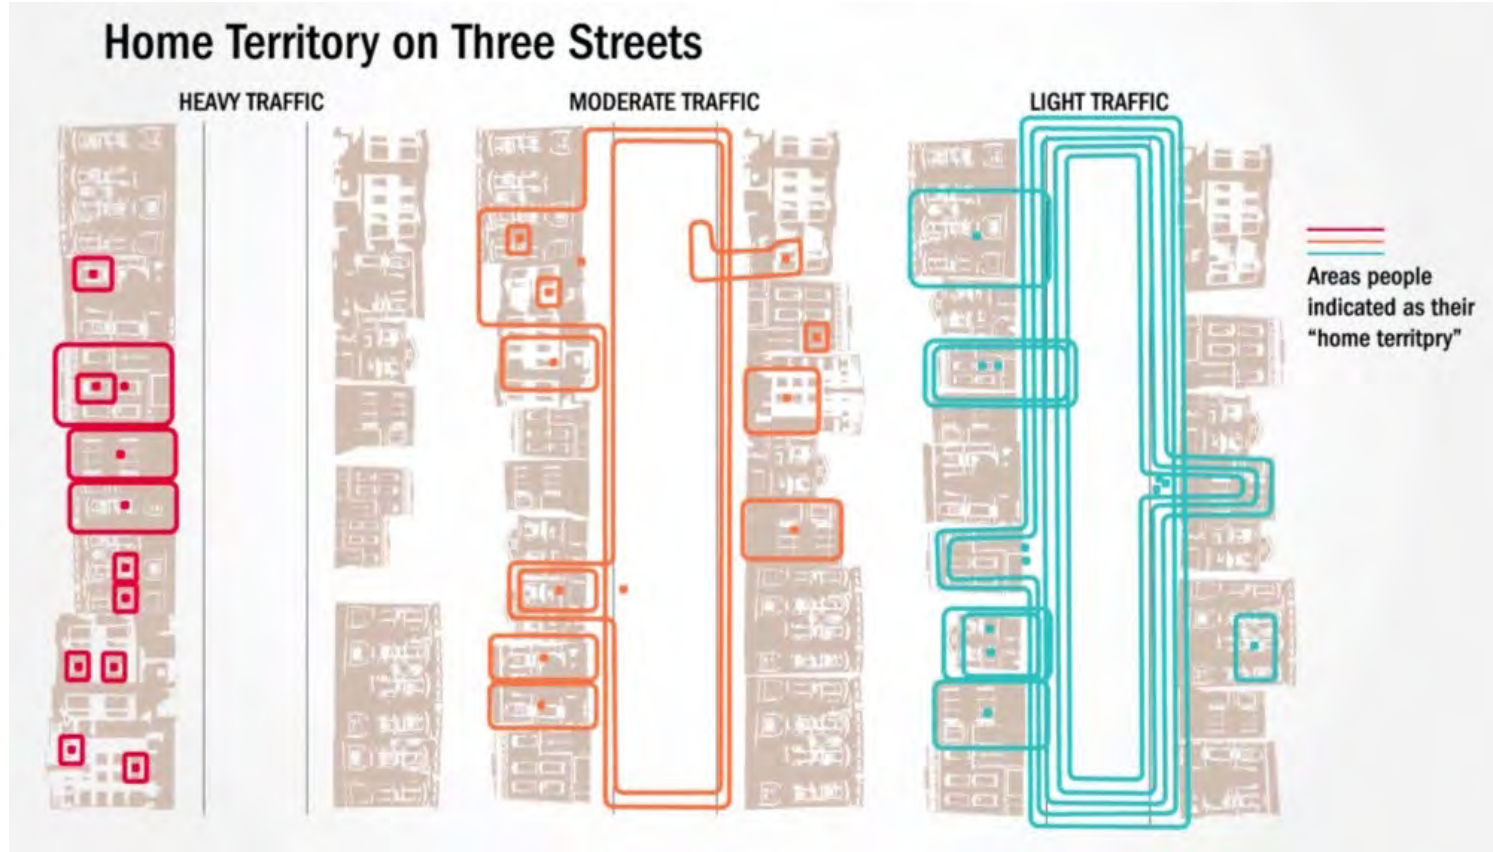 Home Territory on Three Streets
HEAVY TRAFFIC
MODERATE TRAFFIC
LIGHT TRAFFIC
Areas people
indicated as their
“home territpry”